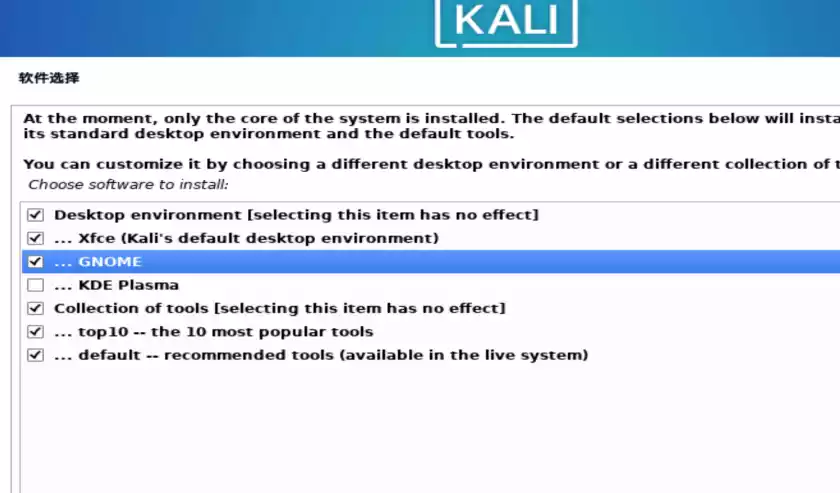 KALI
软件选择
At the moment, only the core of the system is installed. The default selections below will insta
its standard desktop environment and the default tools.
You can customize it by choosing a different desktop environment or a different collection of t
Choose software to install:
Desktop environment [selecting this item has no effect]
... Xfce (Kali's default desktop environment)
... GNOME
... KDE Plasma
Collection of tools [selecting this item has no effect]
... top10 -- the 10 most popular tools
... default -- recommended tools (available in the live system)